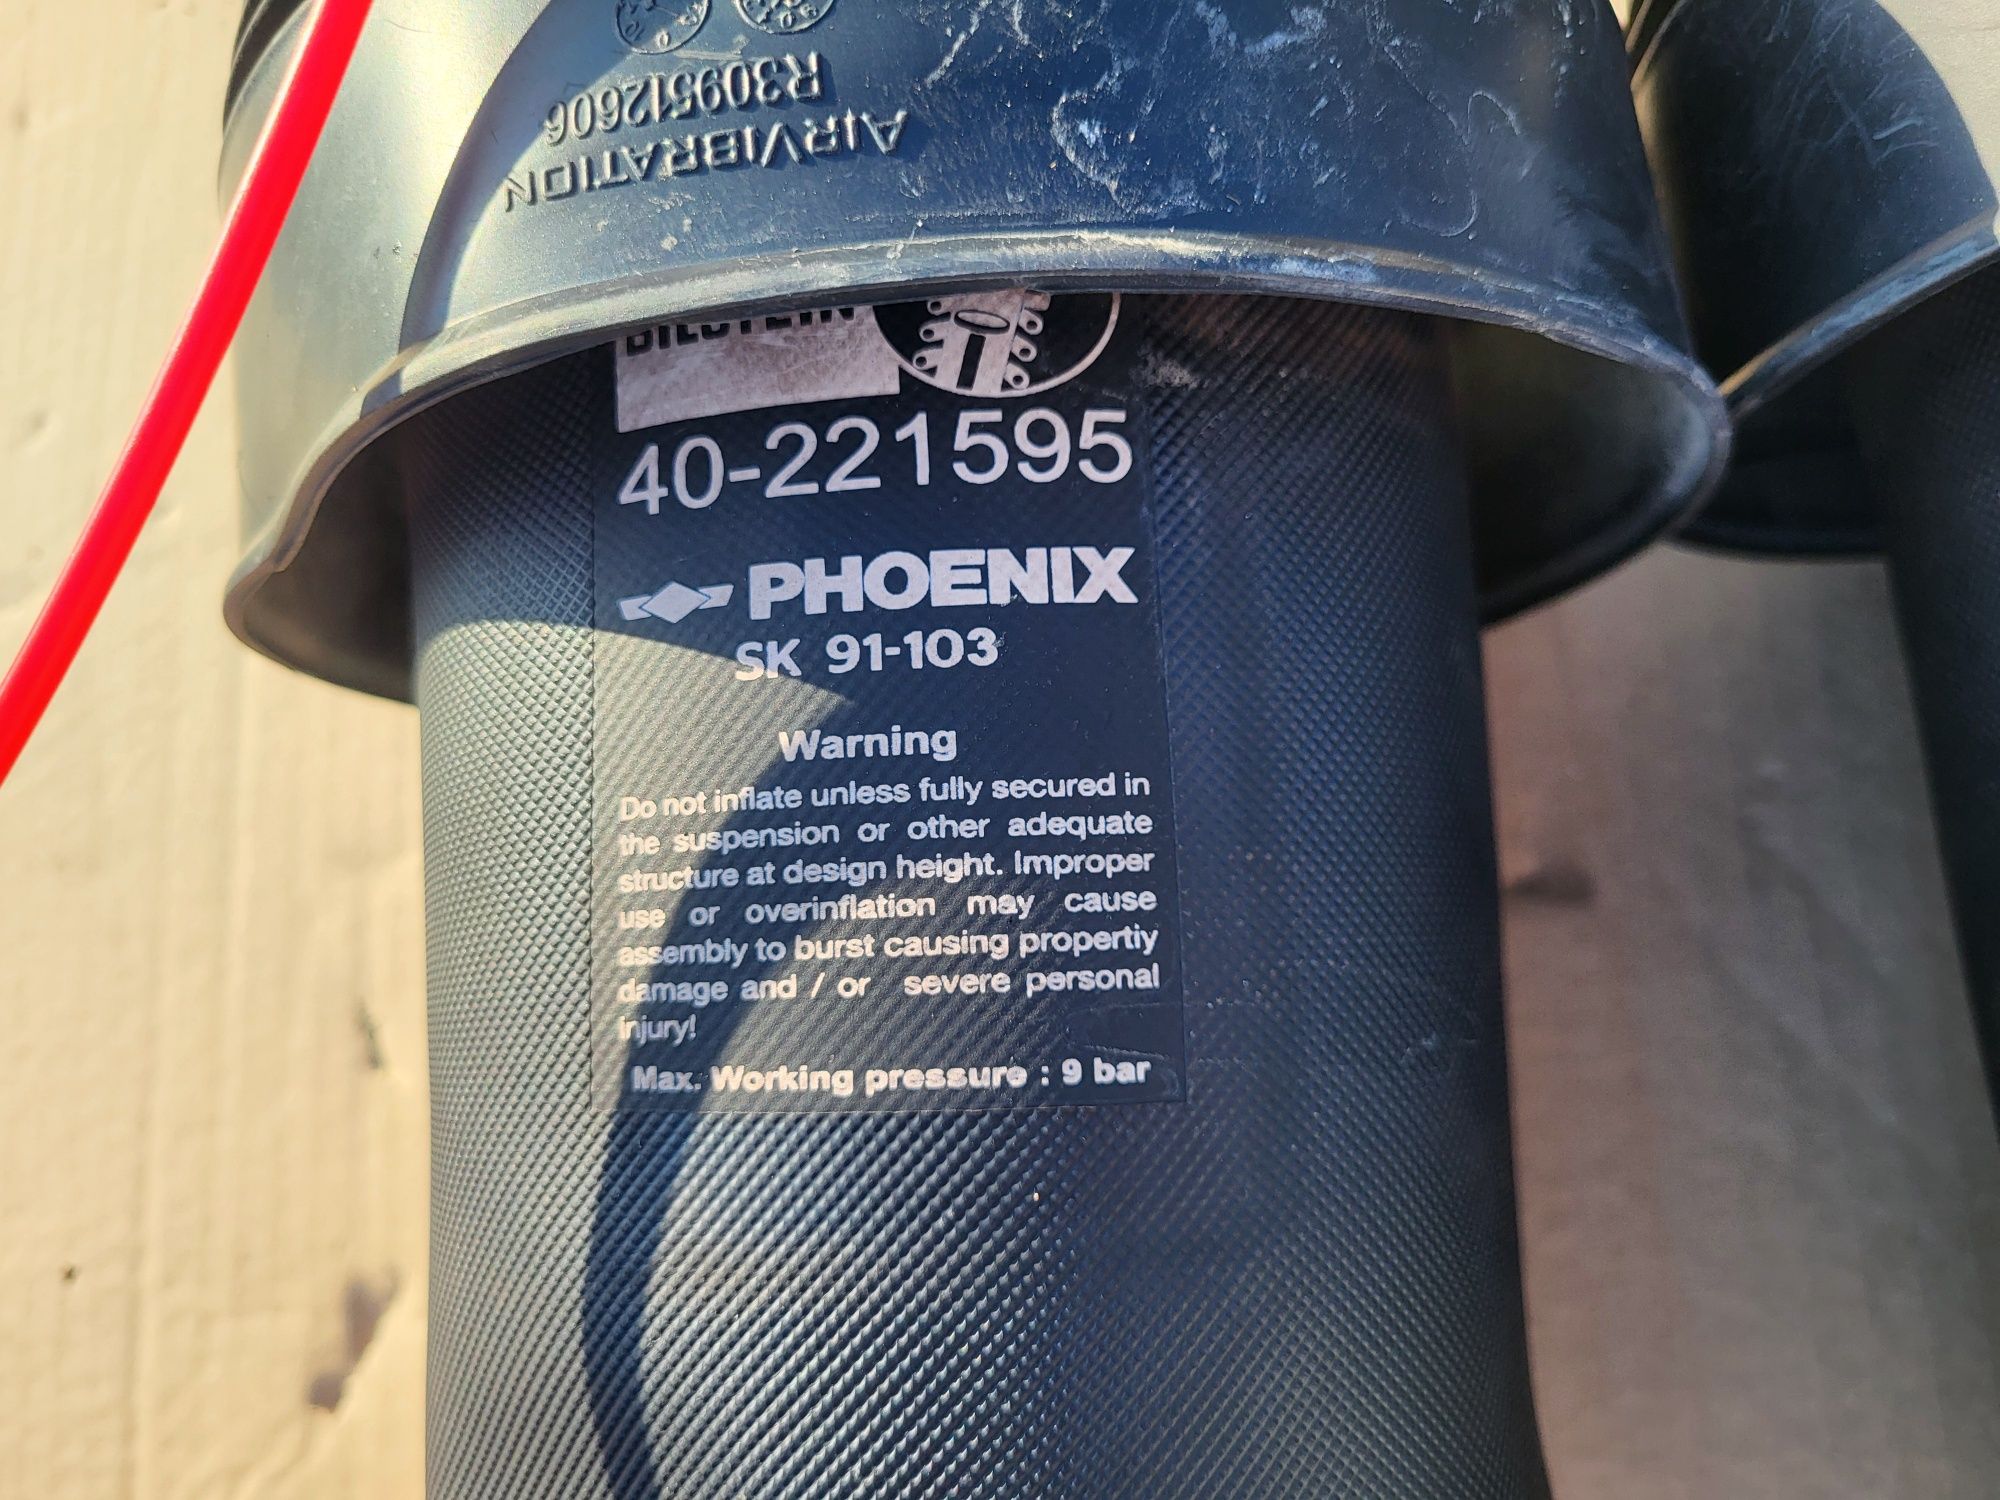 AIRVIBRATION
R309512606
BILSTEIN
40-221595
PHOENIX
SK 91-103
Warning
Do not inflate unless fully secured in
the suspension or other adequate
structure at design height. Improper
use or overinflation may cause
assembly to burst causing propertiy
damage and / or severe personal
injury!
Max. Working pressure : 9 bar